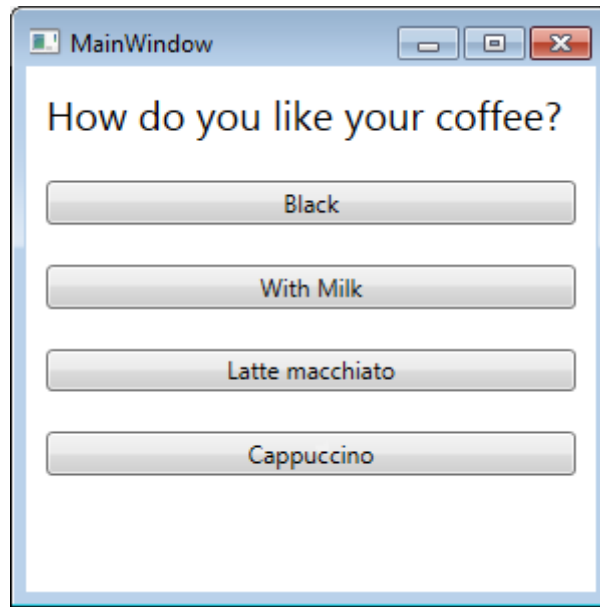 MainWindow
How do you like your coffee?
Black
With Milk
Latte macchiato
Cappuccino